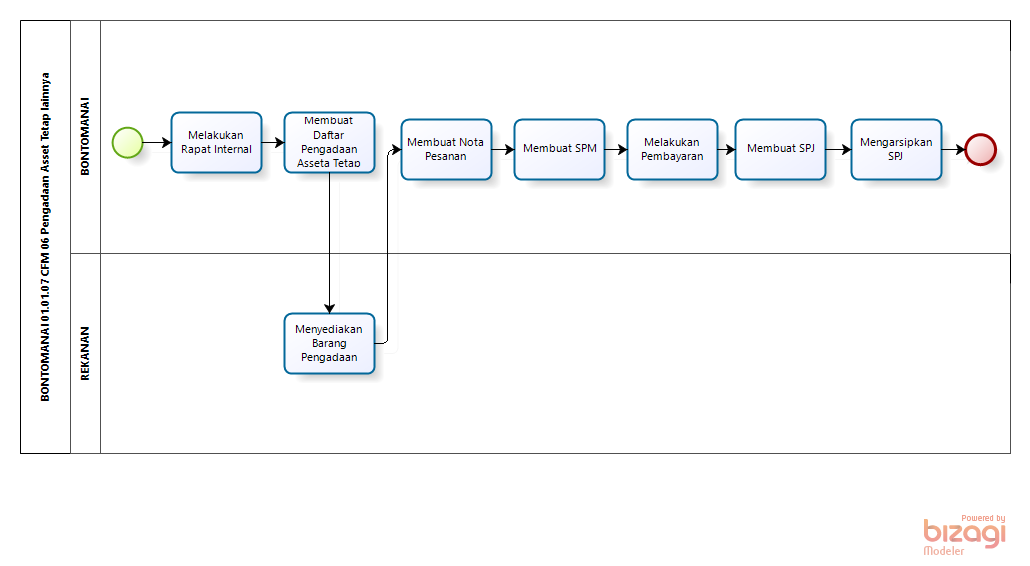 BONTOMANAI 01.01.07 CFM 06 Pengadaan Asset Tetap lainnya
BONTOMANAI
Melakukan
Rapat Internal
Membuat
Daftar
Pengadaan
Asseta Tetap
Membuat Nota
Pesanan
Membuat SPM
Melakukan
Pembayaran
Membuat SPJ
Mengarsipkan
SPJ
REKANAN
Menyediakan
Barang
Pengadaan
Powered by
bizagi
Modeler